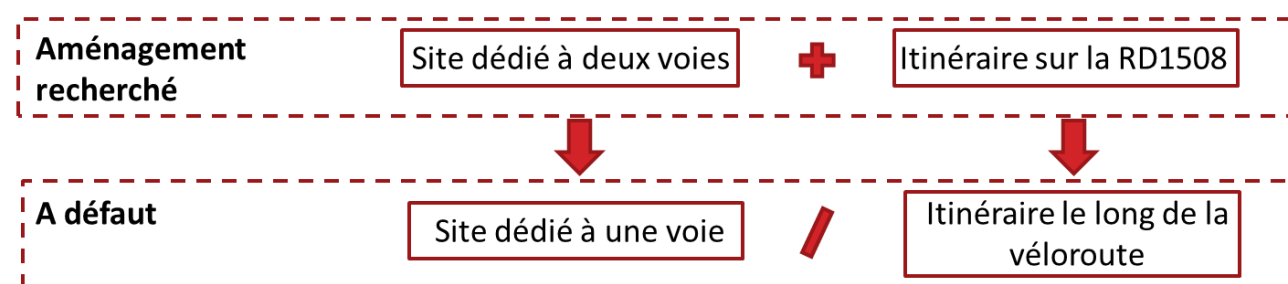 Aménagement
recherché
Site dédié à deux voies
Itinéraire sur la RD1508
A défaut
Site dédié à une voie
Itinéraire le long de la
véloroute